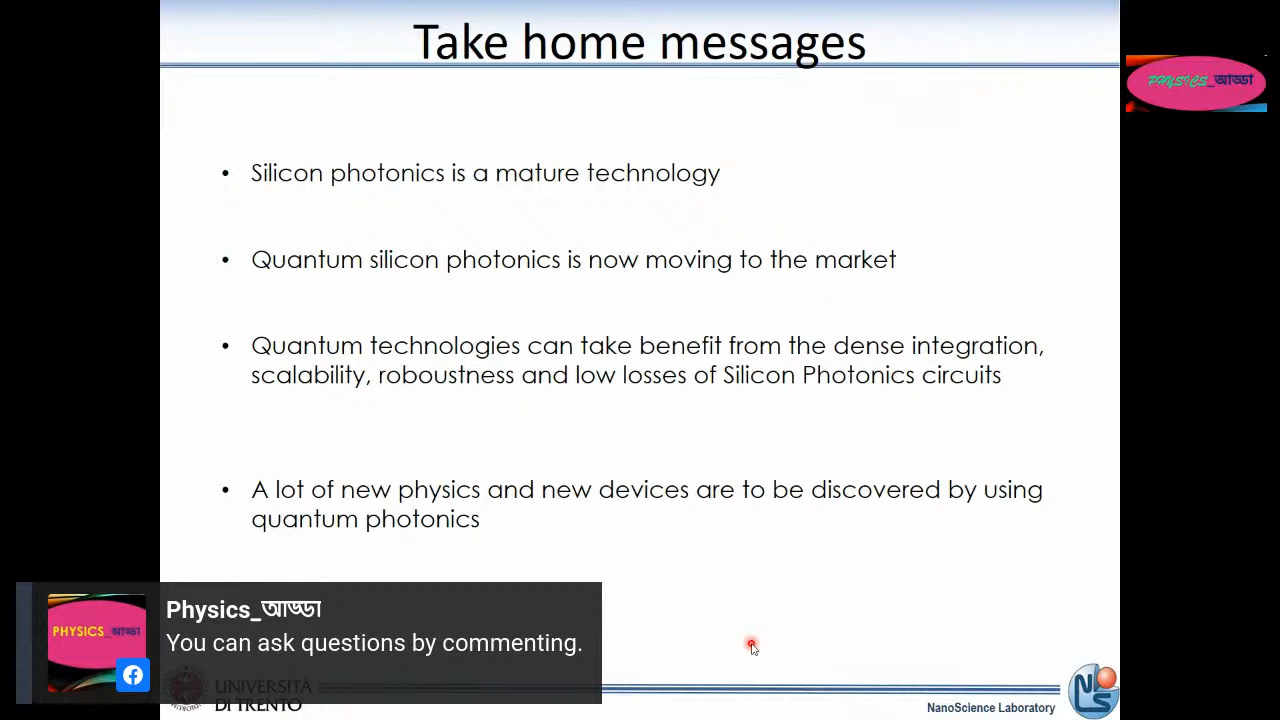 Take home messages
PHYSICS_আড্ডা
• Silicon photonics is a mature technology
• Quantum silicon photonics is now moving to the market
• Quantum technologies can take benefit from the dense integration,
scalability, roboustness and low losses of Silicon Photonics circuits
• A lot of new physics and new devices are to be discovered by using
quantum photonics
PHYSICS_আড্ডা
Physics_আড্ডা
You can ask questions by commenting.
UNIVERSITÀ
DI TRENTO
NanoScience Laboratory
NLS